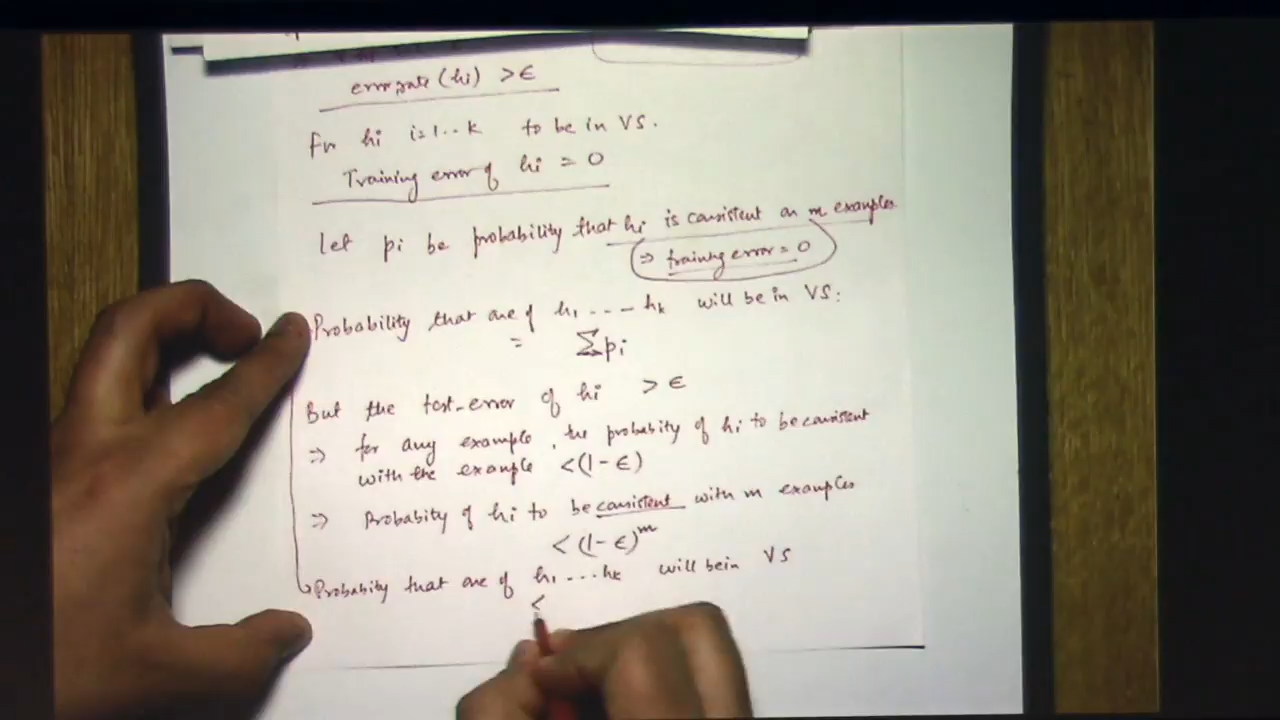 error rate (hi) > ϵ
For hi i=1..k to be in VS.
Training error of hi = 0
Let pi be probability that hi is consistent on m examples
⇒ training error = 0
Probability that one of h1 .... hk will be in VS:
= Σpi
But the test-error of hi > ϵ
⇒ for any example, the probabity of hi to be consistent
with the example <(1-ϵ)
⇒ Probabity of hi to be consistent with m examples
< (1-ϵ)^m
Probabity that one of h1 ... hk will be in VS
<